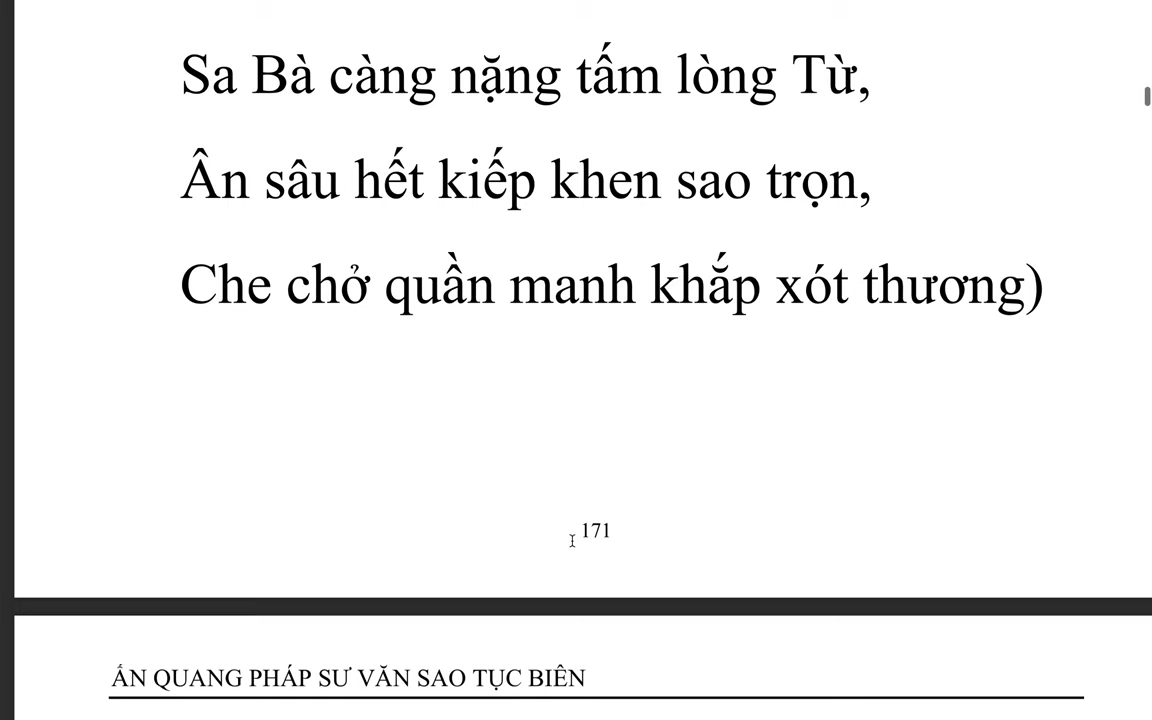 Sa Bà càng nặng tấm lòng Từ,
Ân sâu hết kiếp khen sao trọn,
Che chở quần manh khắp xót thương)
171
ẤN QUANG PHÁP SƯ VĂN SAO TỤC BIÊN